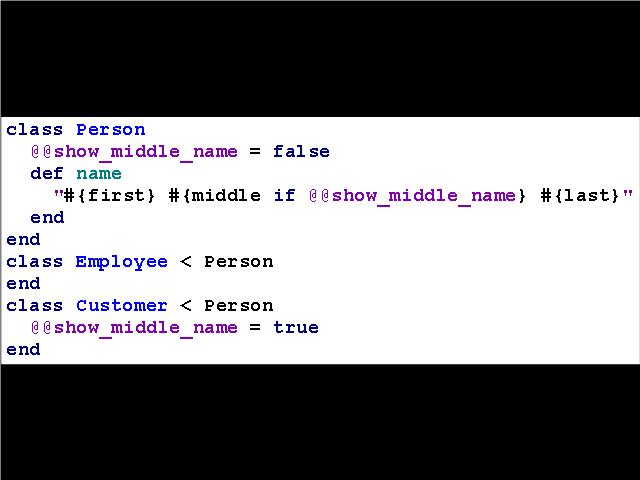 class Person
  @@show_middle_name = false
  def name
    "#{first} #{middle if @@show_middle_name} #{last}"
  end
end
class Employee < Person
end
class Customer < Person
  @@show_middle_name = true
end